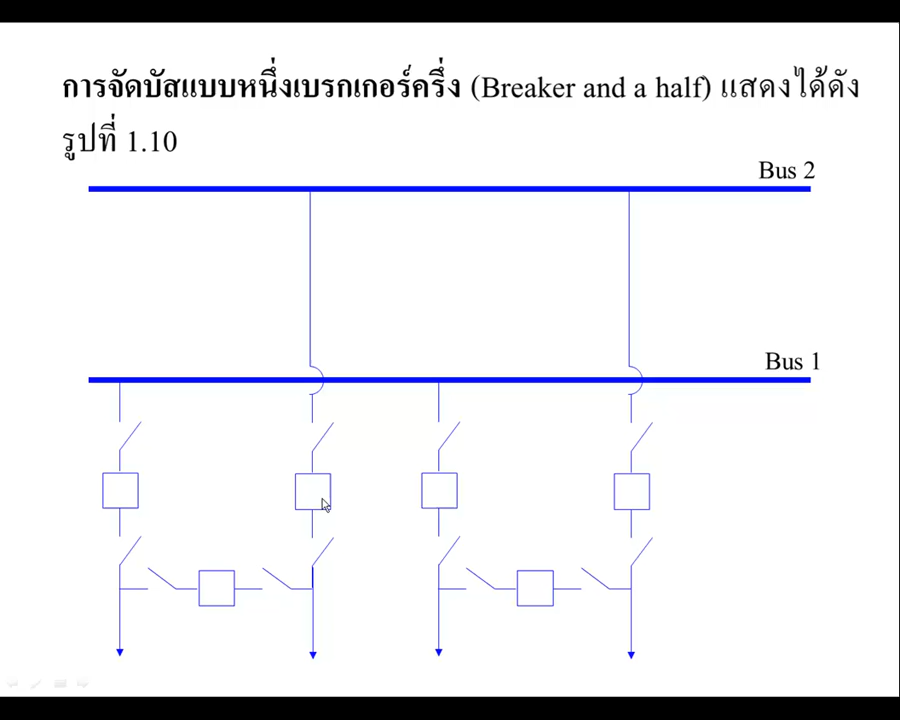 การจัดบัสแบบหนึ่งเบรกเกอร์ครึ่ง (Breaker and a half) แสดงได้ดัง
รูปที่ 1.10
Bus 2
Bus 1